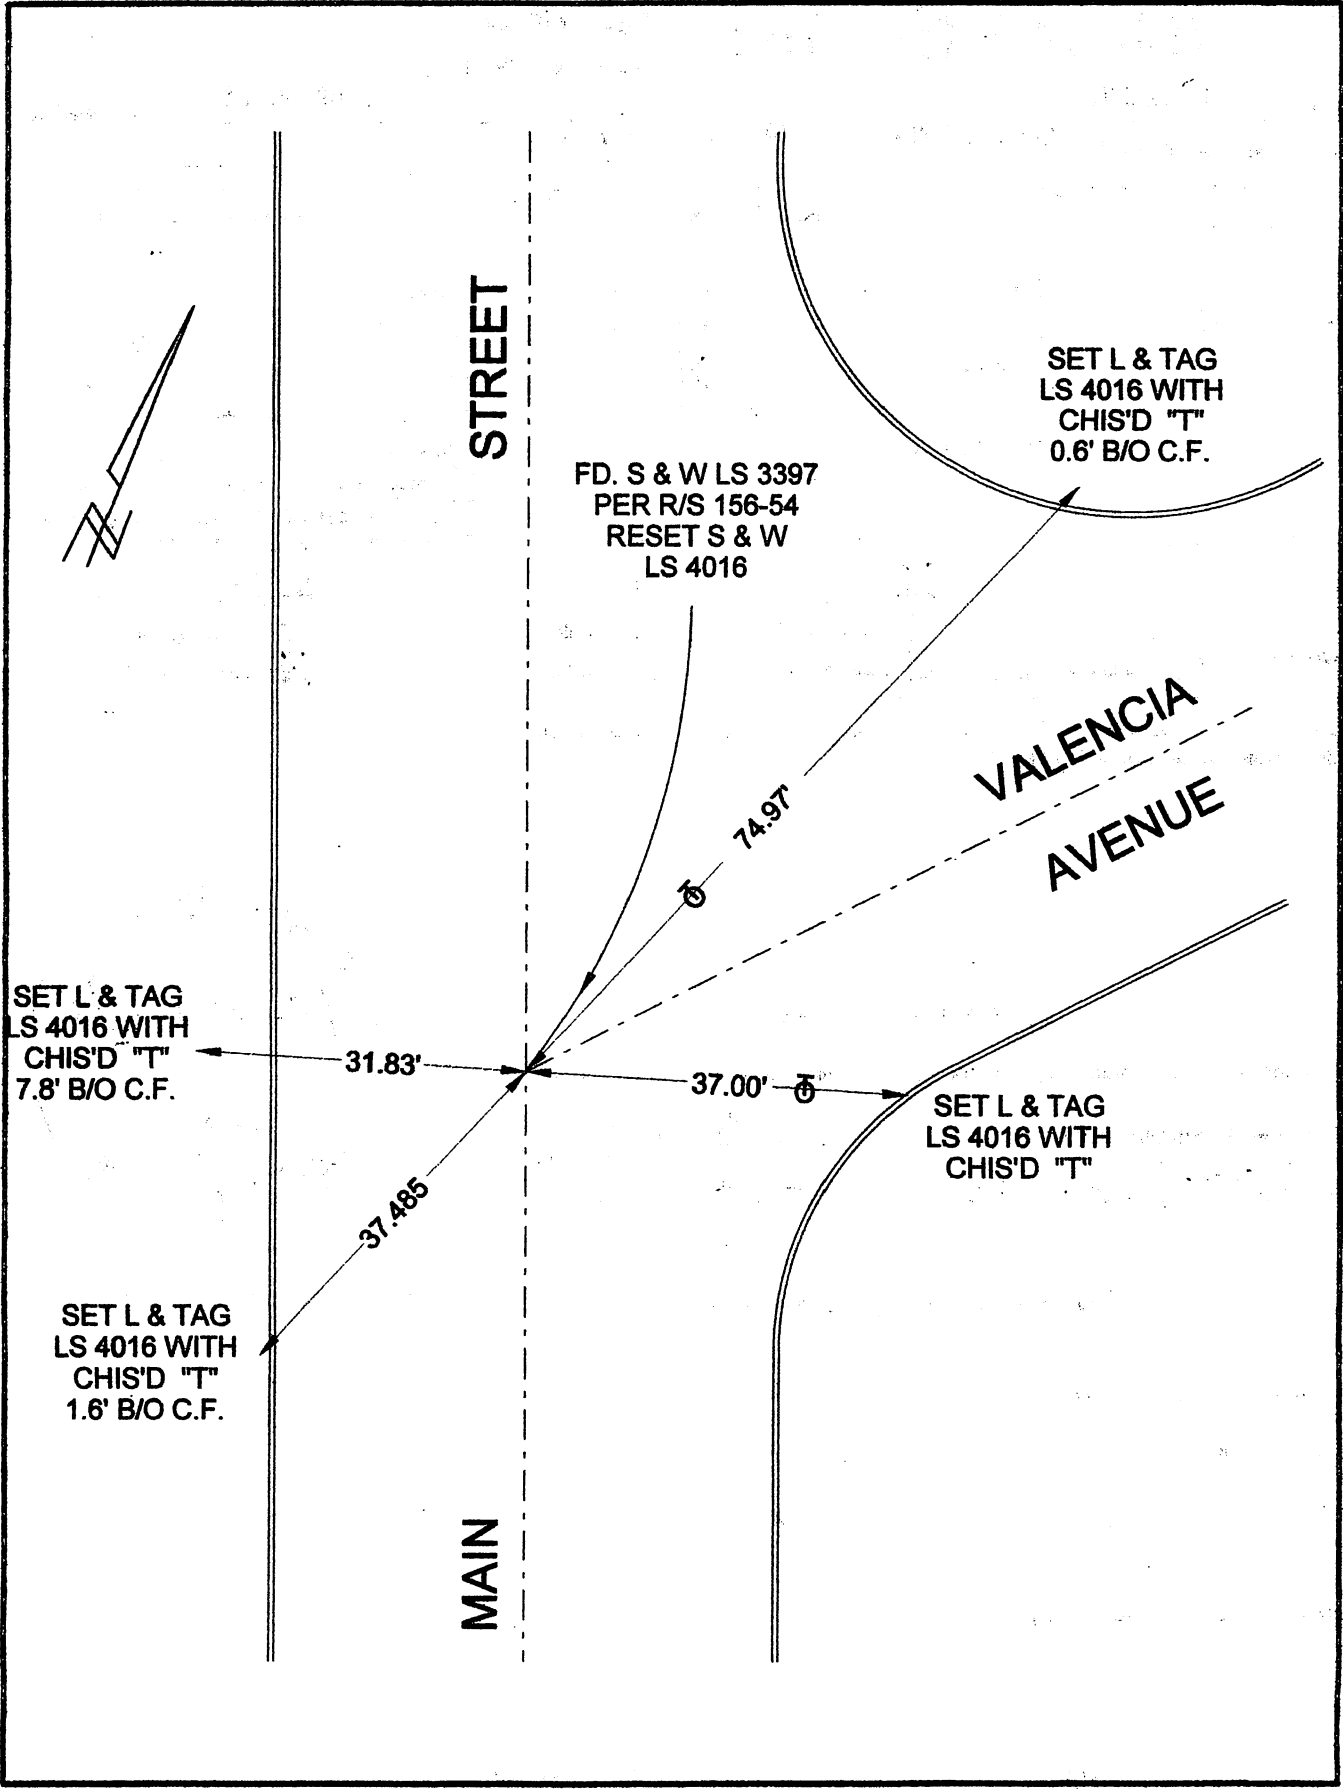 STREET
SET L & TAG
LS 4016 WITH
CHIS'D "T"
0.6' B/O C.F.
FD. S & W LS 3397
PER R/S 156-54
RESET S & W
LS 4016
N
VALENCIA
AVENUE
74.97'
SET L & TAG
LS 4016 WITH
CHIS'D "T"
7.8' B/O C.F.
31.83'
37.00'
SET L & TAG
LS 4016 WITH
CHIS'D "T"
37.485
SET L & TAG
LS 4016 WITH
CHIS'D "T"
1.6' B/O C.F.
MAIN